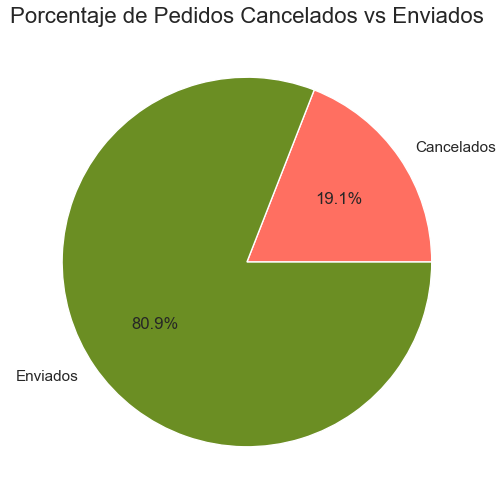 Porcentaje de Pedidos Cancelados vs Enviados
Cancelados
19.1%
80.9%
Enviados